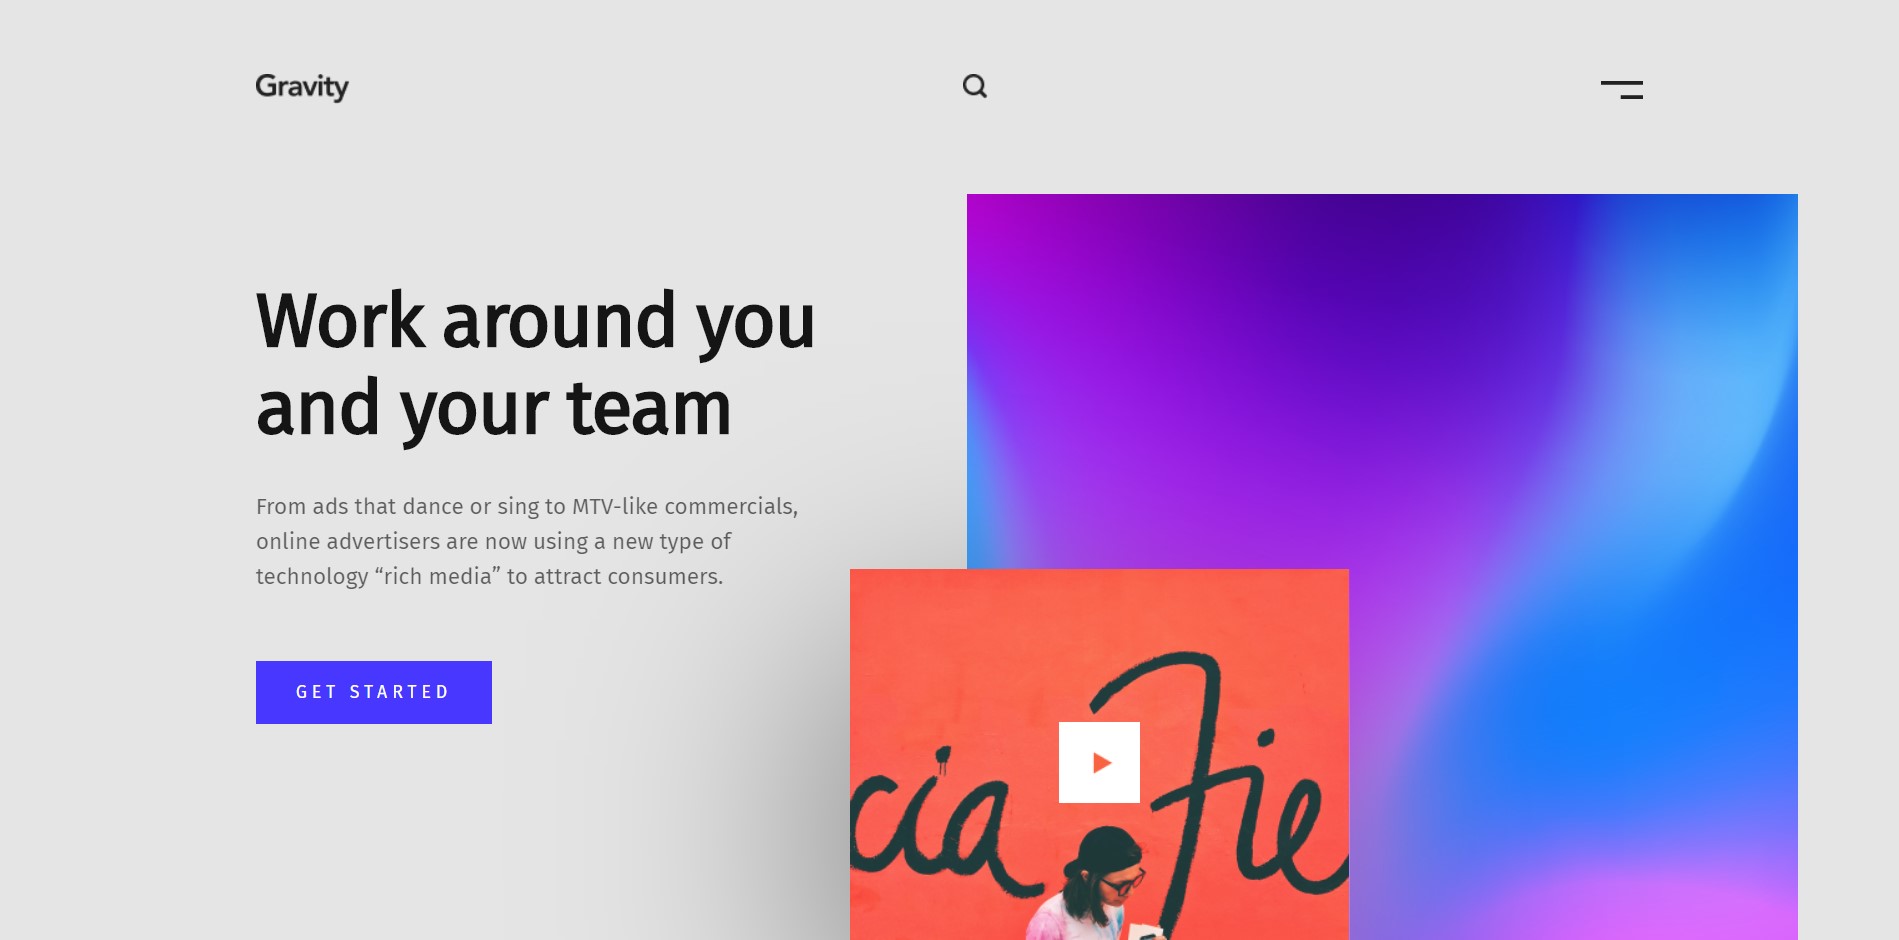 Gravity
Work around you
and your team
From ads that dance or sing to MTV-like commercials,
online advertisers are now using a new type of
technology “rich media” to attract consumers.
GET STARTED
cia Fie